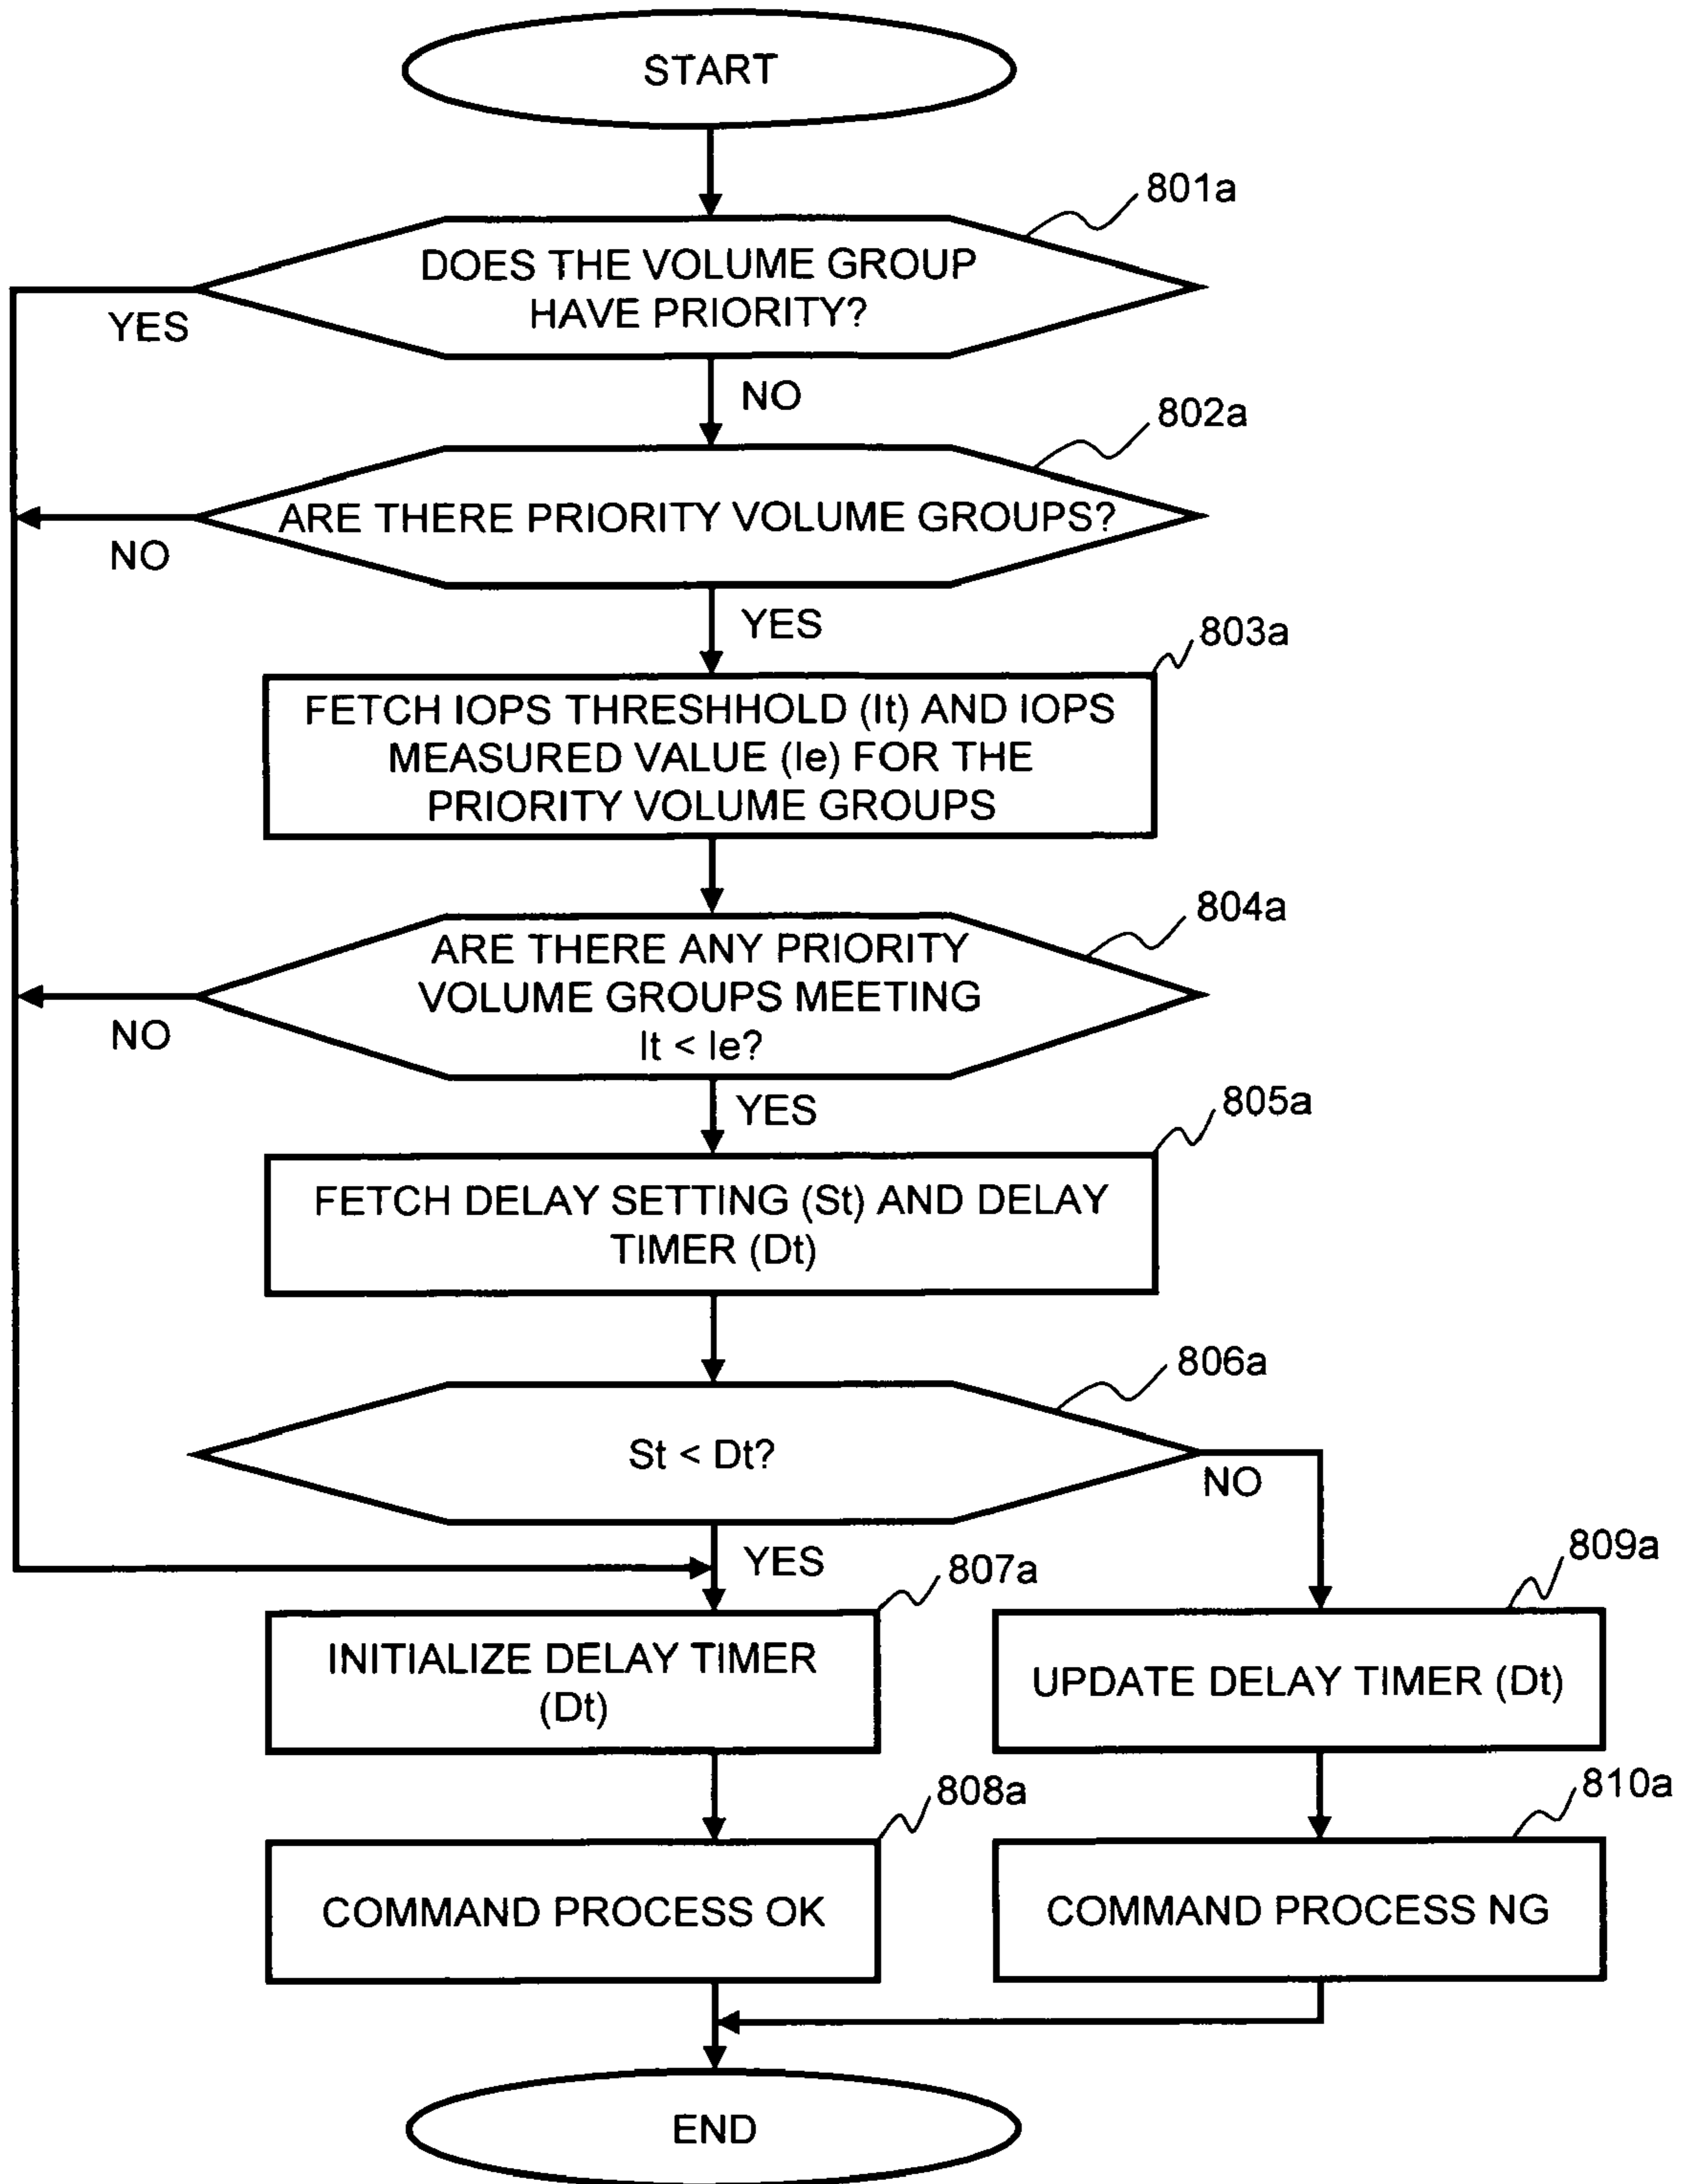 START
801a
DOES THE VOLUME GROUP
HAVE PRIORITY?
YES
NO
802a
ARE THERE PRIORITY VOLUME GROUPS?
NO
YES
803a
FETCH IOPS THRESHHOLD (It) AND IOPS
MEASURED VALUE (Ie) FOR THE
PRIORITY VOLUME GROUPS
804a
ARE THERE ANY PRIORITY
VOLUME GROUPS MEETING
It < Ie?
NO
YES
805a
FETCH DELAY SETTING (St) AND DELAY
TIMER (Dt)
806a
St < Dt?
NO
YES
807a
809a
INITIALIZE DELAY TIMER
(Dt)
UPDATE DELAY TIMER (Dt)
808a
810a
COMMAND PROCESS OK
COMMAND PROCESS NG
END